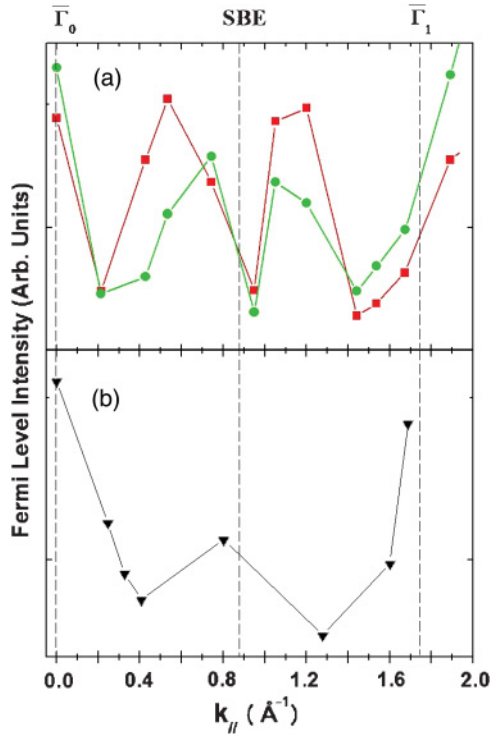 Γ̅₀ SBE Γ̅₁
(a)
(b)
Fermi Level Intensity (Arb. Units)
0.0 0.4 0.8 1.2 1.6 2.0
k// ( Å⁻¹)